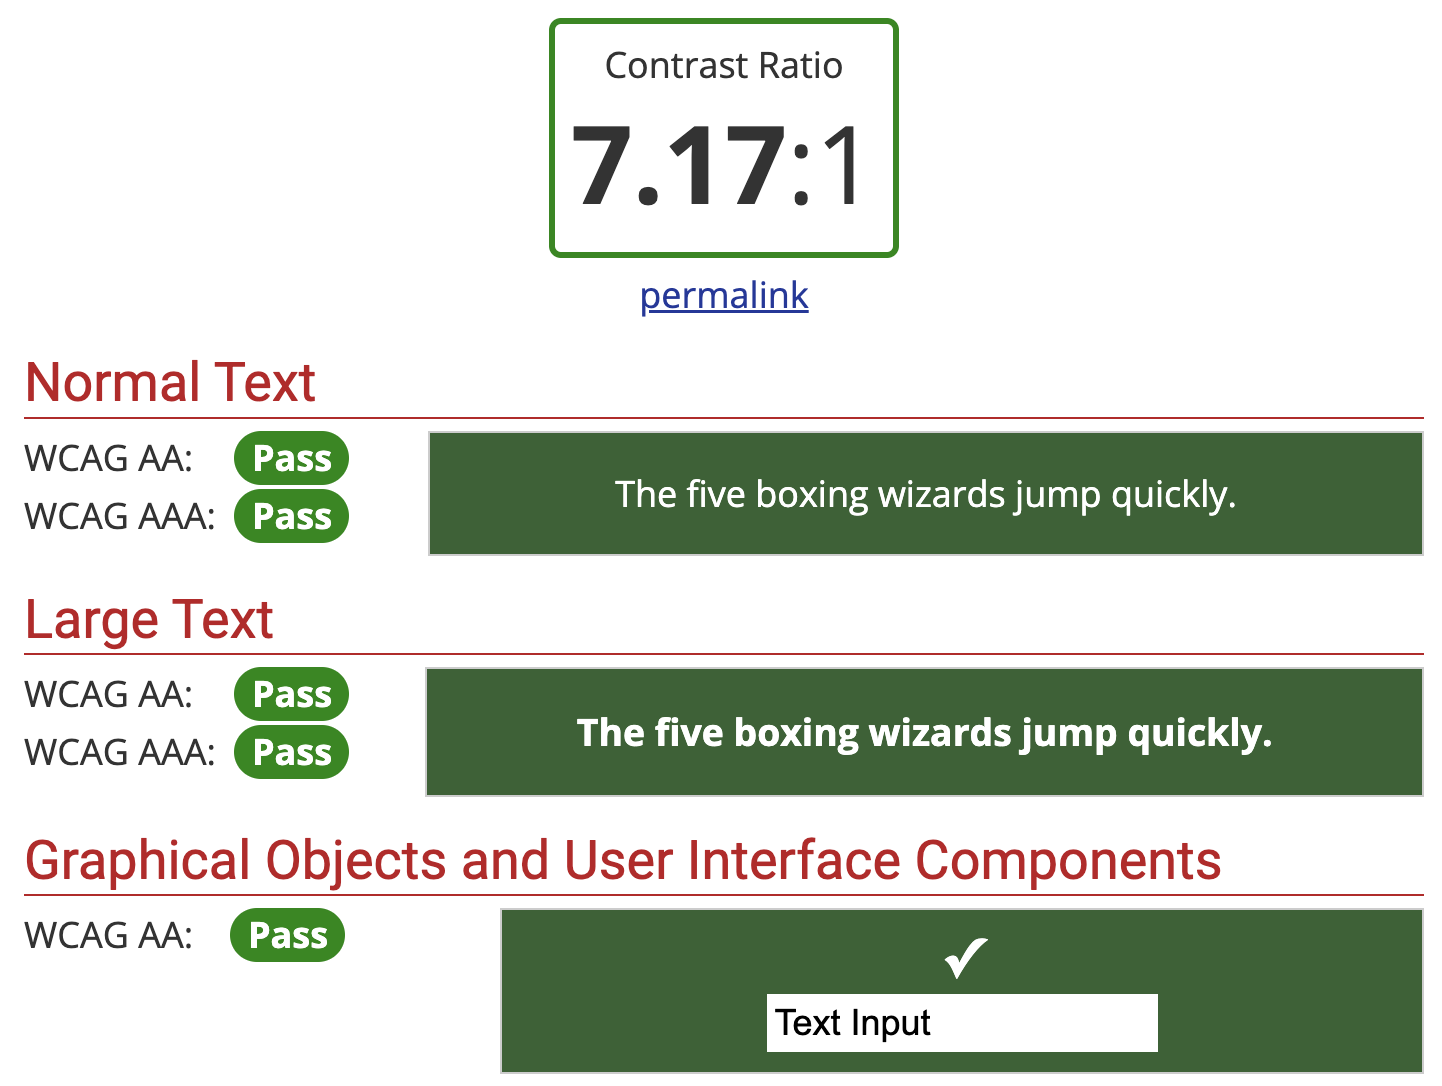 Contrast Ratio
7.17:1
permalink
Normal Text
WCAG AA: Pass
WCAG AAA: Pass
The five boxing wizards jump quickly.
Large Text
WCAG AA: Pass
WCAG AAA: Pass
The five boxing wizards jump quickly.
Graphical Objects and User Interface Components
WCAG AA: Pass
Text Input